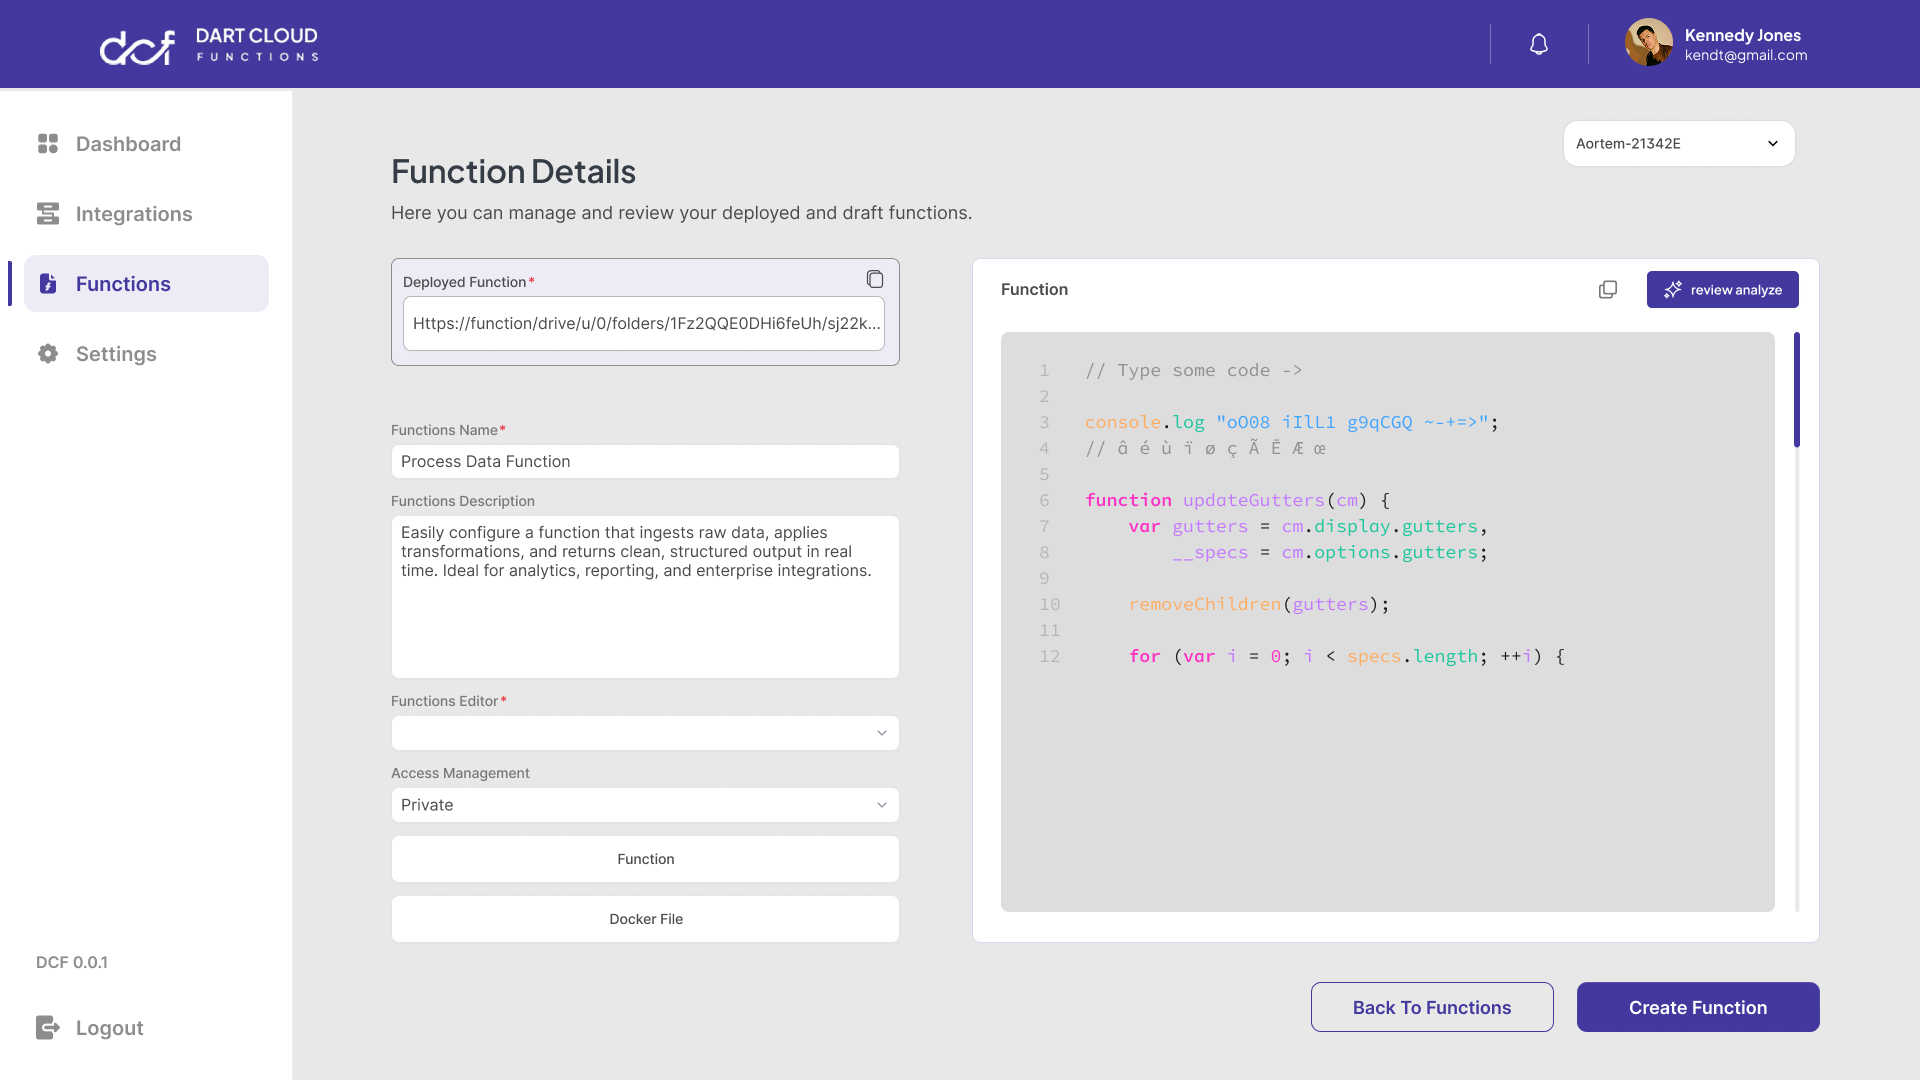 dcf
DART CLOUD
FUNCTIONS
Kennedy Jones
kendt@gmail.com
Dashboard
Integrations
Functions
Settings
DCF 0.0.1
Logout
Aortem-21342E
Function Details
Here you can manage and review your deployed and draft functions.
Deployed Function*
Https://function/drive/u/0/folders/1Fz2QQE0DHi6feUh/sj22k...
Functions Name*
Process Data Function
Functions Description
Easily configure a function that ingests raw data, applies
transformations, and returns clean, structured output in real
time. Ideal for analytics, reporting, and enterprise integrations.
Functions Editor*
Access Management
Private
Function
Docker File
Function
review analyze
1 // Type some code ->
2
3 console.log "oO08 iIlL1 g9qCGQ ~-+=>";
4 // â é ù ï ø ç Ã Ē Æ œ
5
6 function updateGutters(cm) {
7 var gutters = cm.display.gutters,
8 __specs = cm.options.gutters;
9
10 removeChildren(gutters);
11
12 for (var i = 0; i < specs.length; ++i) {
Back To Functions
Create Function